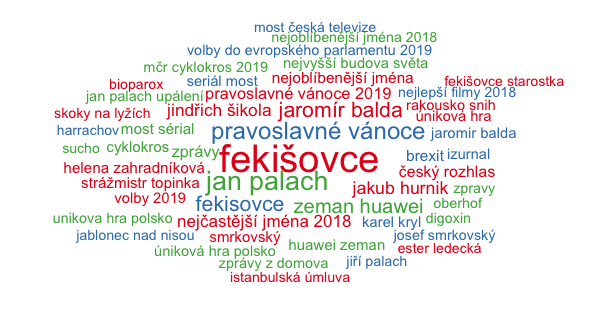 most česká televize
nejoblíbenější jména 2018
volby do evropského parlamentu 2019
mčr cyklokros 2019 nejvyšší budova světa
bioparox seriál most nejoblíbenější jména fekišovce starostka
jan palach upálení pravoslavné vánoce 2019 nejlepší filmy 2018
skoky na lyžích jindřich šikola jaromír balda rakousko snih
úniková hra
harrachov most sériál pravoslavné vánoce jaromir balda
sucho cyklokros zprávy fekišovce brexit izurnal
helena zahradníková český rozhlas
strážmistr topinka jan palach jakub hurnik zpravy
volby 2019 fekisovce zeman huawei oberhof
unikova hra polsko nejčastější jména 2018 karel kryl digoxin
jablonec nad nisou smrkovský josef smrkovský
úniková hra polsko huawei zeman ester ledecká
zprávy z domova jiří palach
istanbulská úmluva